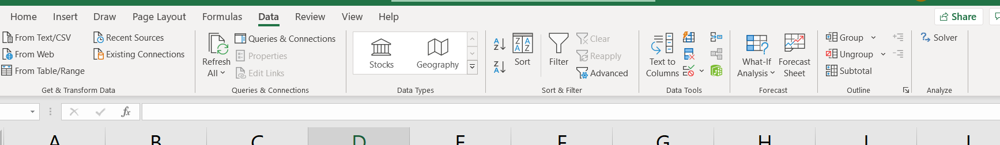 Home Insert Draw Page Layout Formulas Data Review View Help Share
From Text/CSV
From Web
From Table/Range
Recent Sources
Existing Connections
Get & Transform Data
Refresh
All
Queries & Connections
Properties
Edit Links
Queries & Connections
Stocks
Geography
Data Types
A
Z
Z
A
Z A
A Z
Sort
Filter
Clear
Reapply
Advanced
Sort & Filter
Text to
Columns
Data Tools
What-If
Analysis
Forecast
Sheet
Forecast
Group
Ungroup
Subtotal
Outline
Solver
Analyze
fx
A B C D E F G H I J